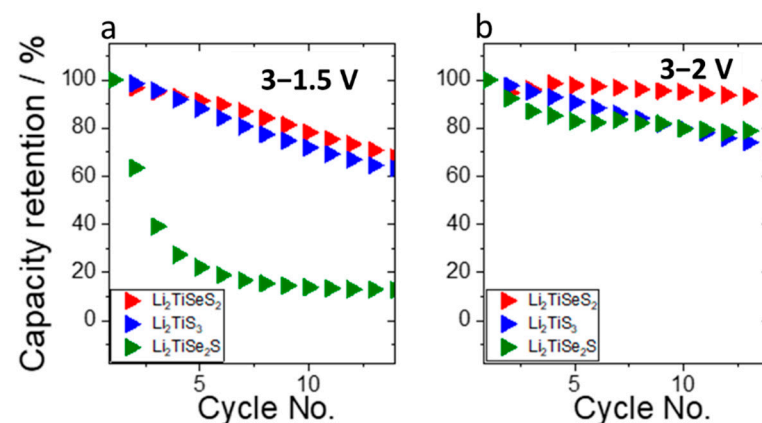 a
3–1.5 V
Capacity retention / %
100
80
60
40
20
0
Li₂TiSeS₂
Li₂TiS₃
Li₂TiSe₂S
5
10
Cycle No.
b
3–2 V
100
80
60
40
20
0
Li₂TiSeS₂
Li₂TiS₃
Li₂TiSe₂S
5
10
Cycle No.